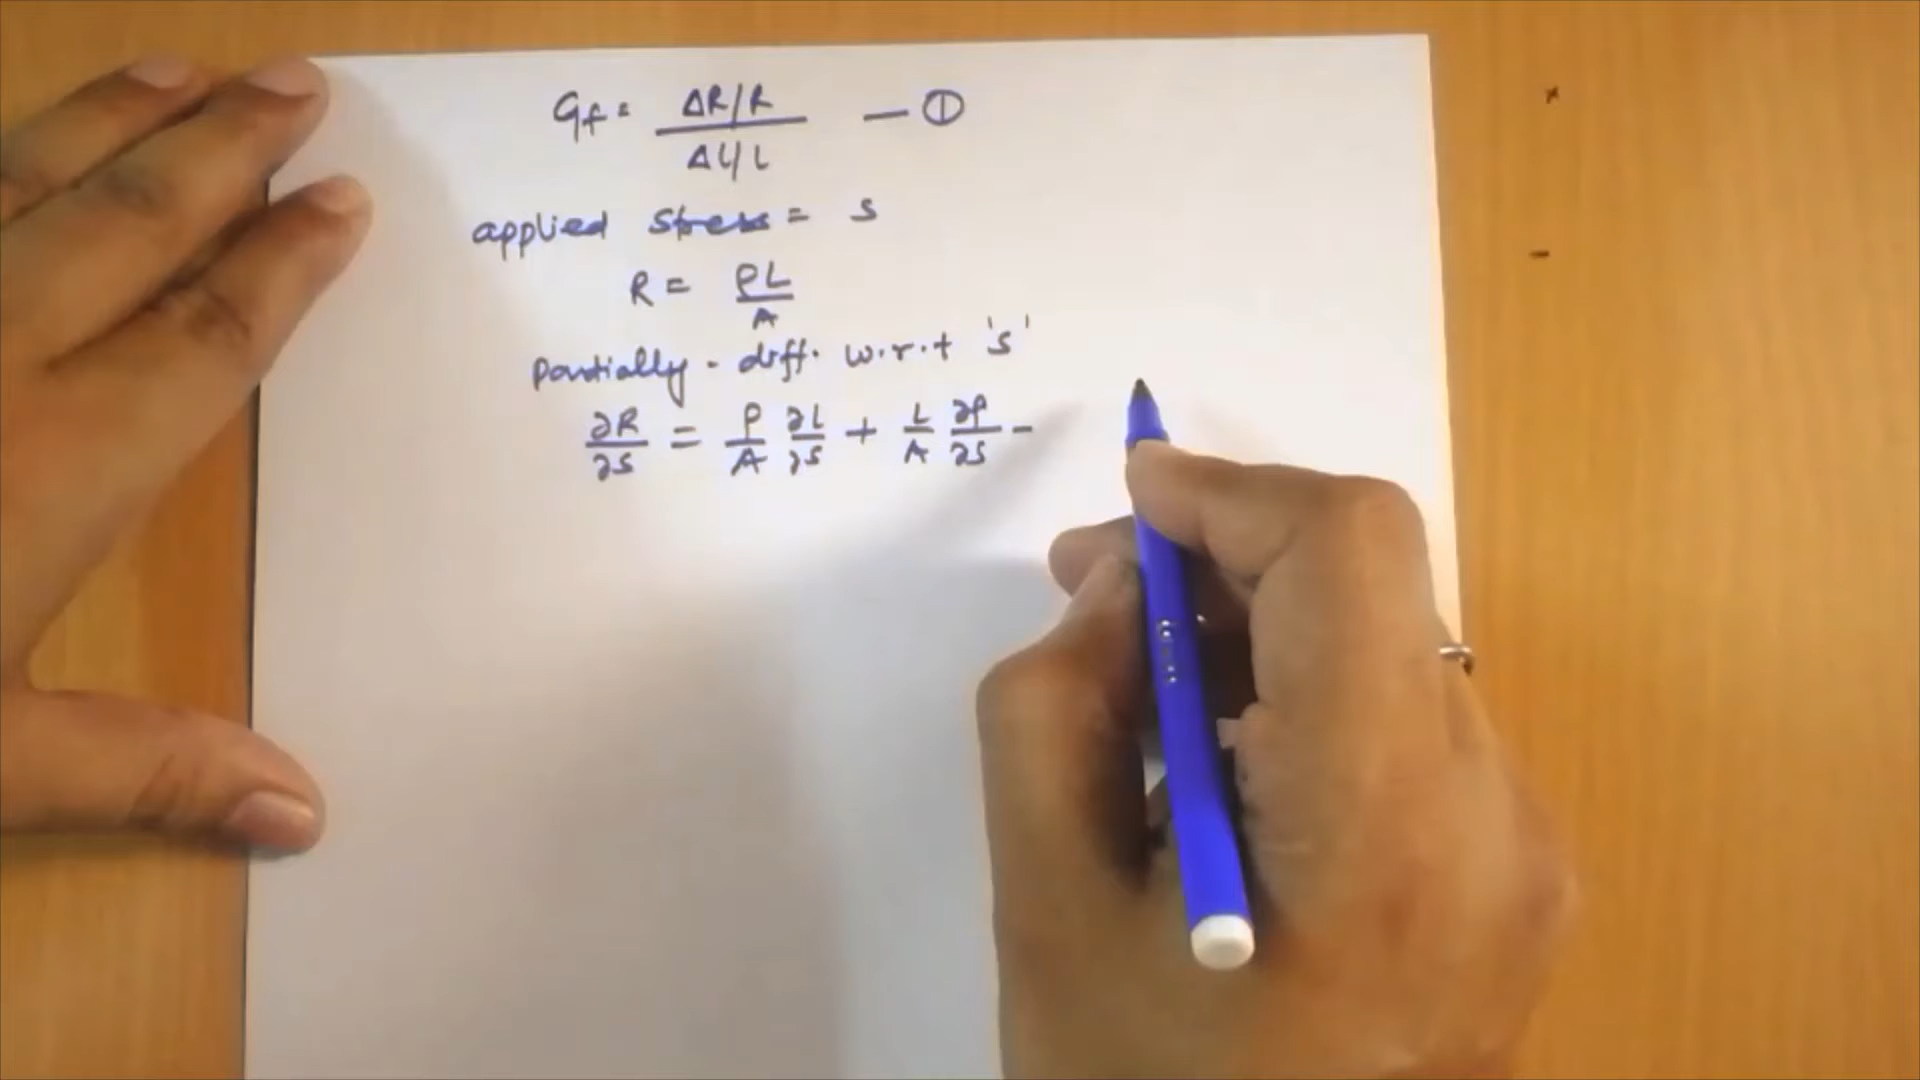 Gf = ΔR/R / ΔL/L — ①
applied stress = s
R = ρL/A
Partially - diff. w.r.t 's'
∂R/∂s = ρ/A ∂L/∂s + L/A ∂ρ/∂s -